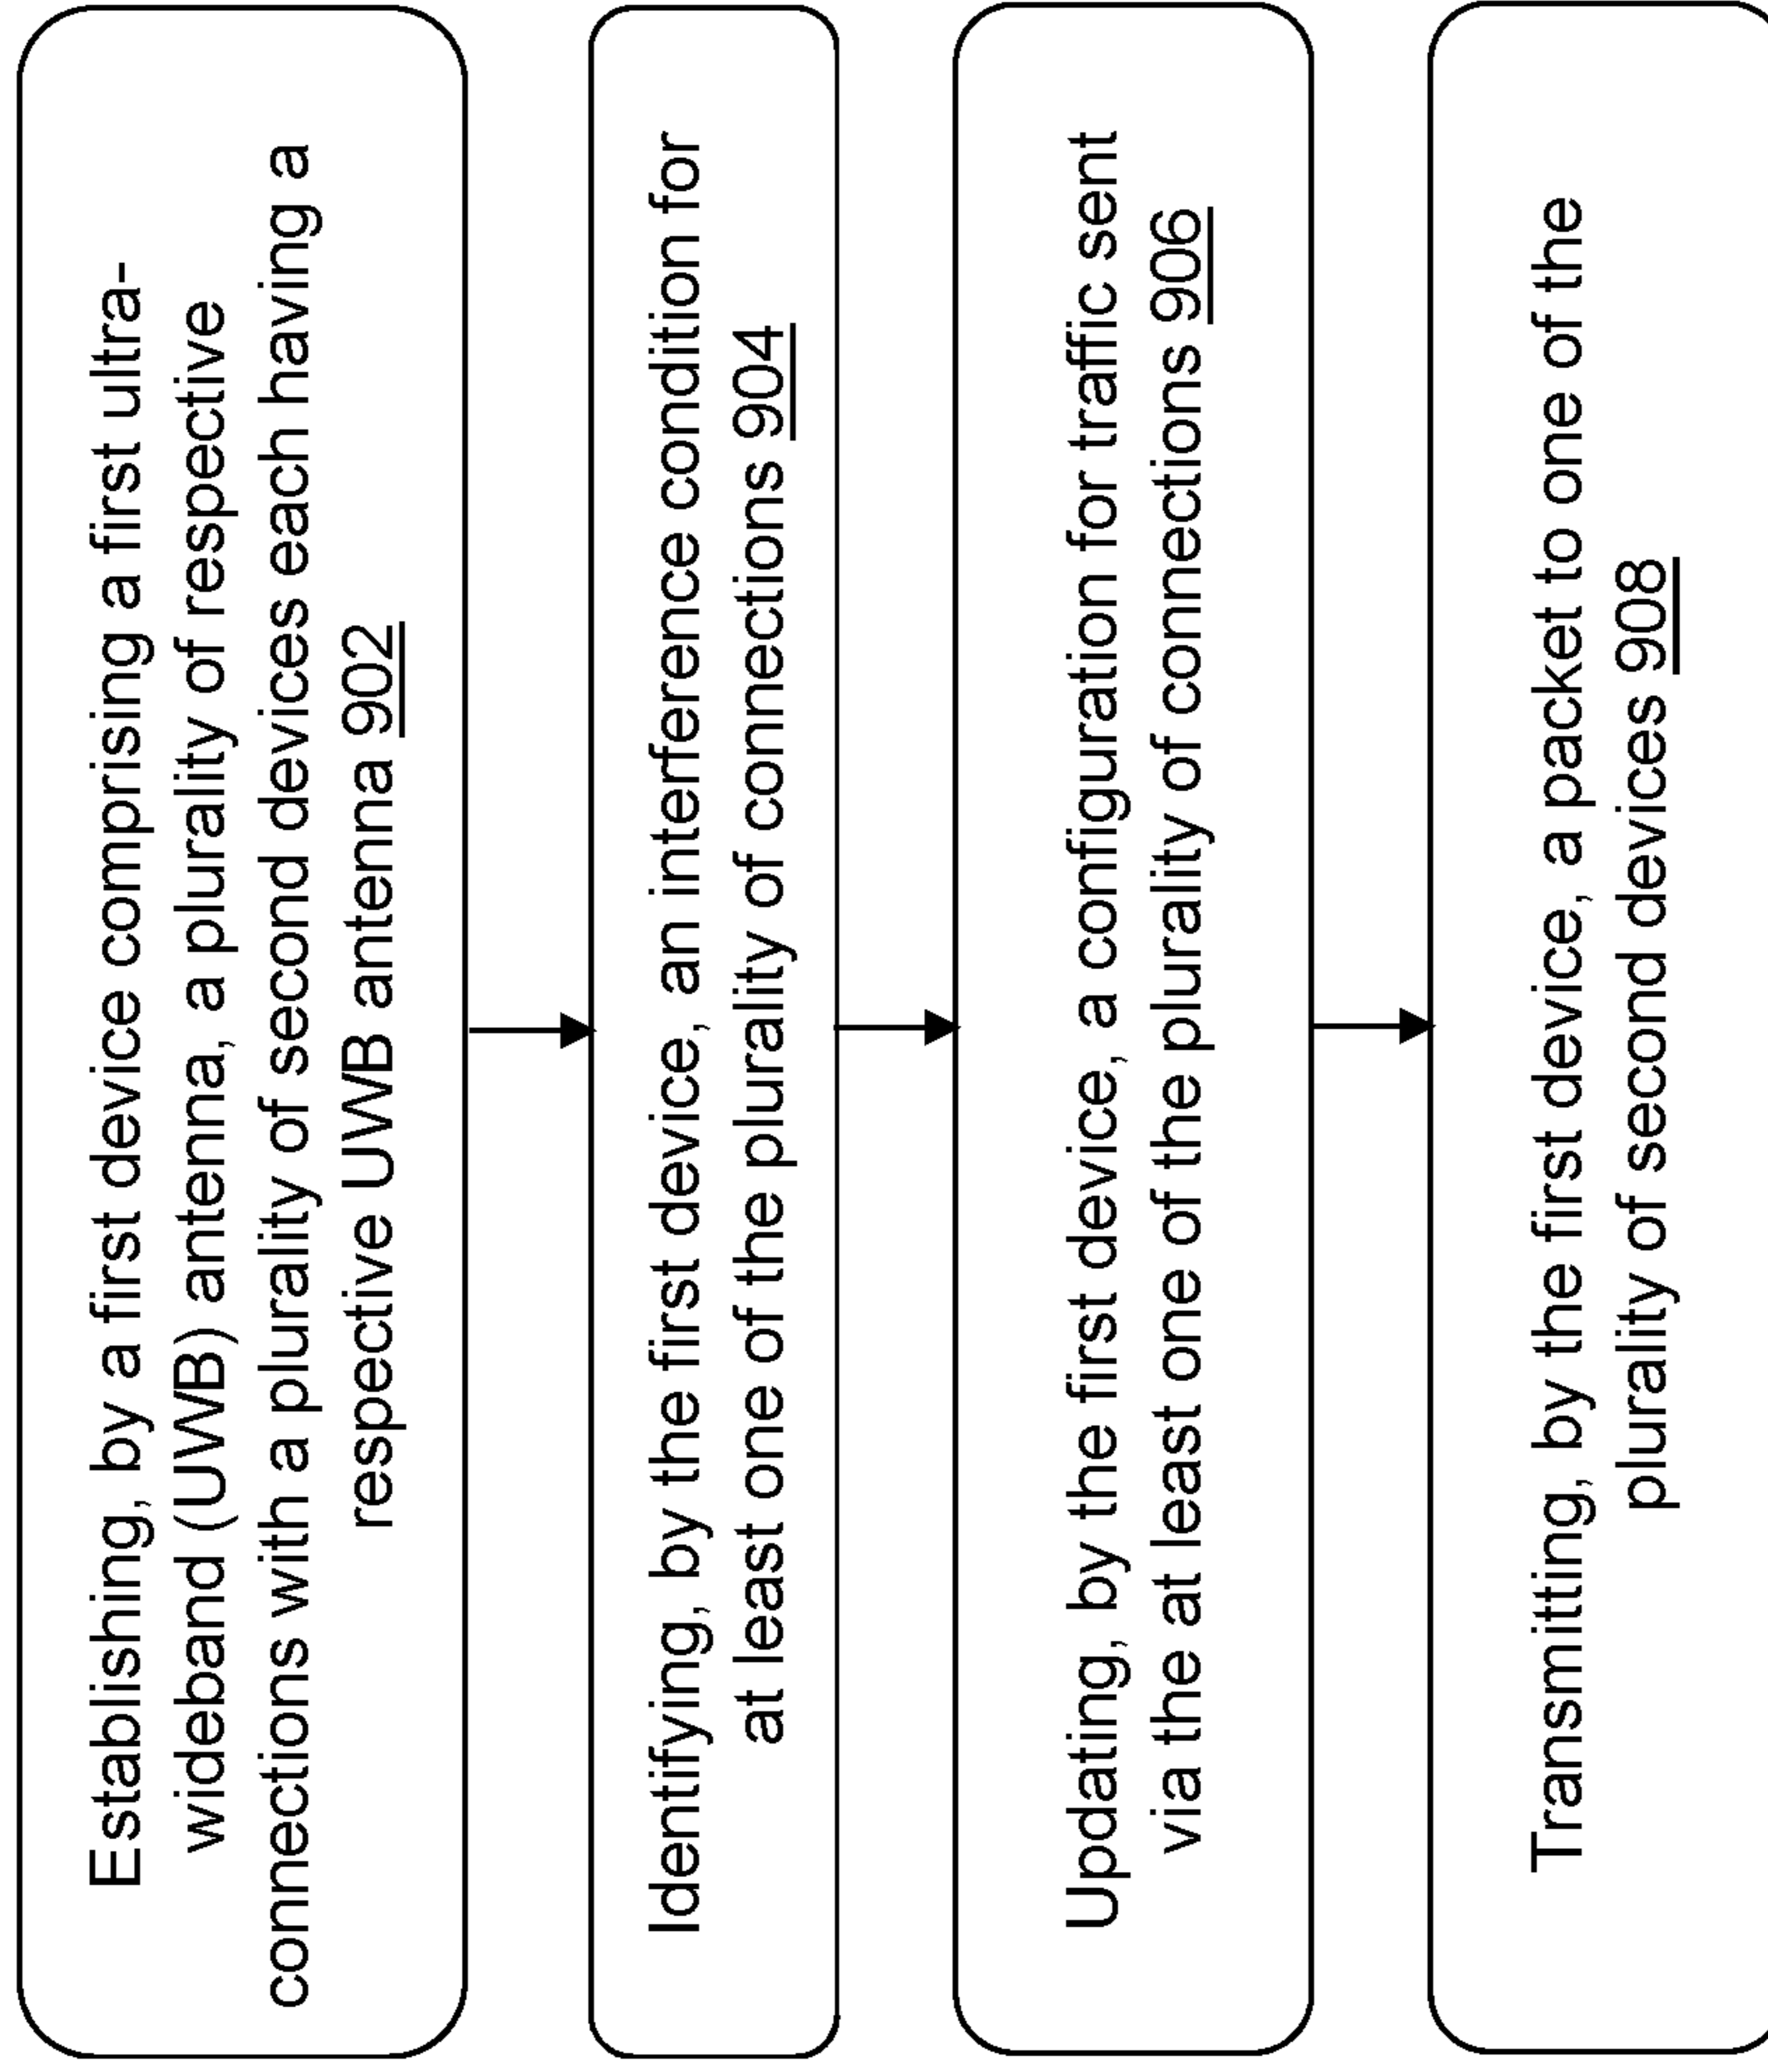 Establishing, by a first device comprising a first ultra-
wideband (UWB) antenna, a plurality of respective
connections with a plurality of second devices each having a
respective UWB antenna 902
Identifying, by the first device, an interference condition for
at least one of the plurality of connections 904
Updating, by the first device, a configuration for traffic sent
via the at least one of the plurality of connections 906
Transmitting, by the first device, a packet to one of the
plurality of second devices 908